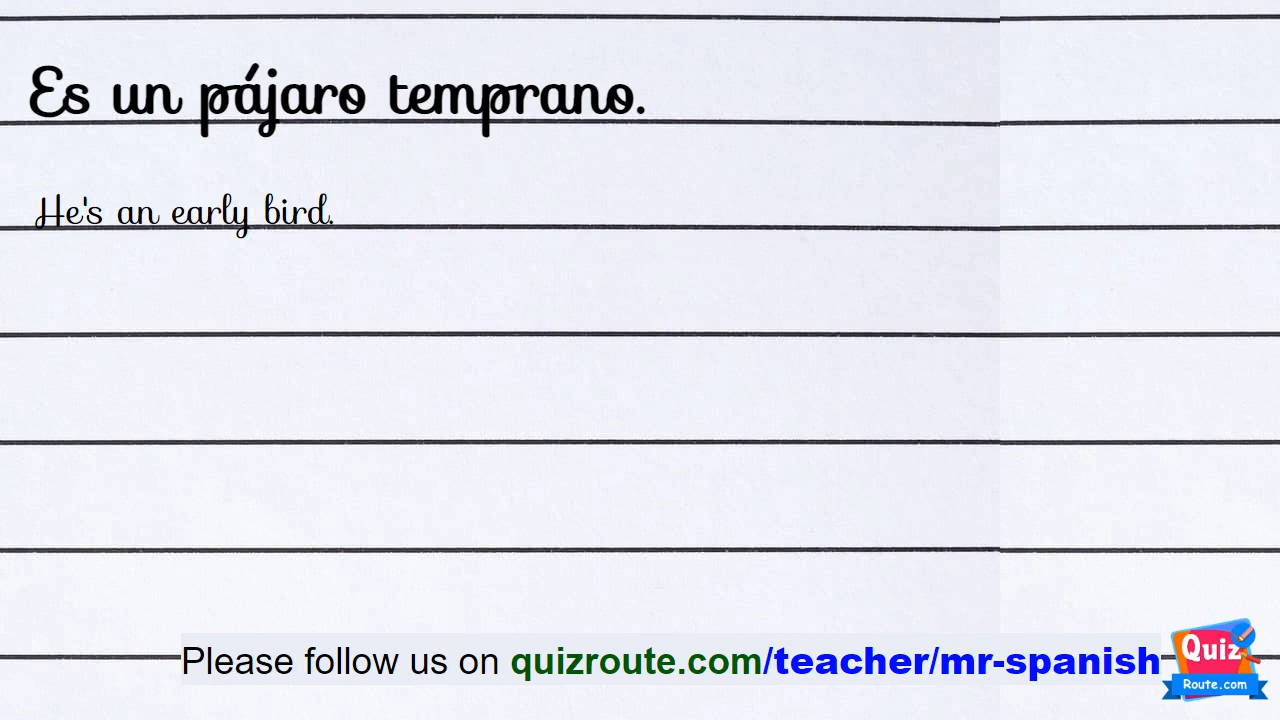 Es un pájaro temprano.
He's an early bird.
Please follow us on quizroute.com/teacher/mr-spanish
Quiz
Route.com